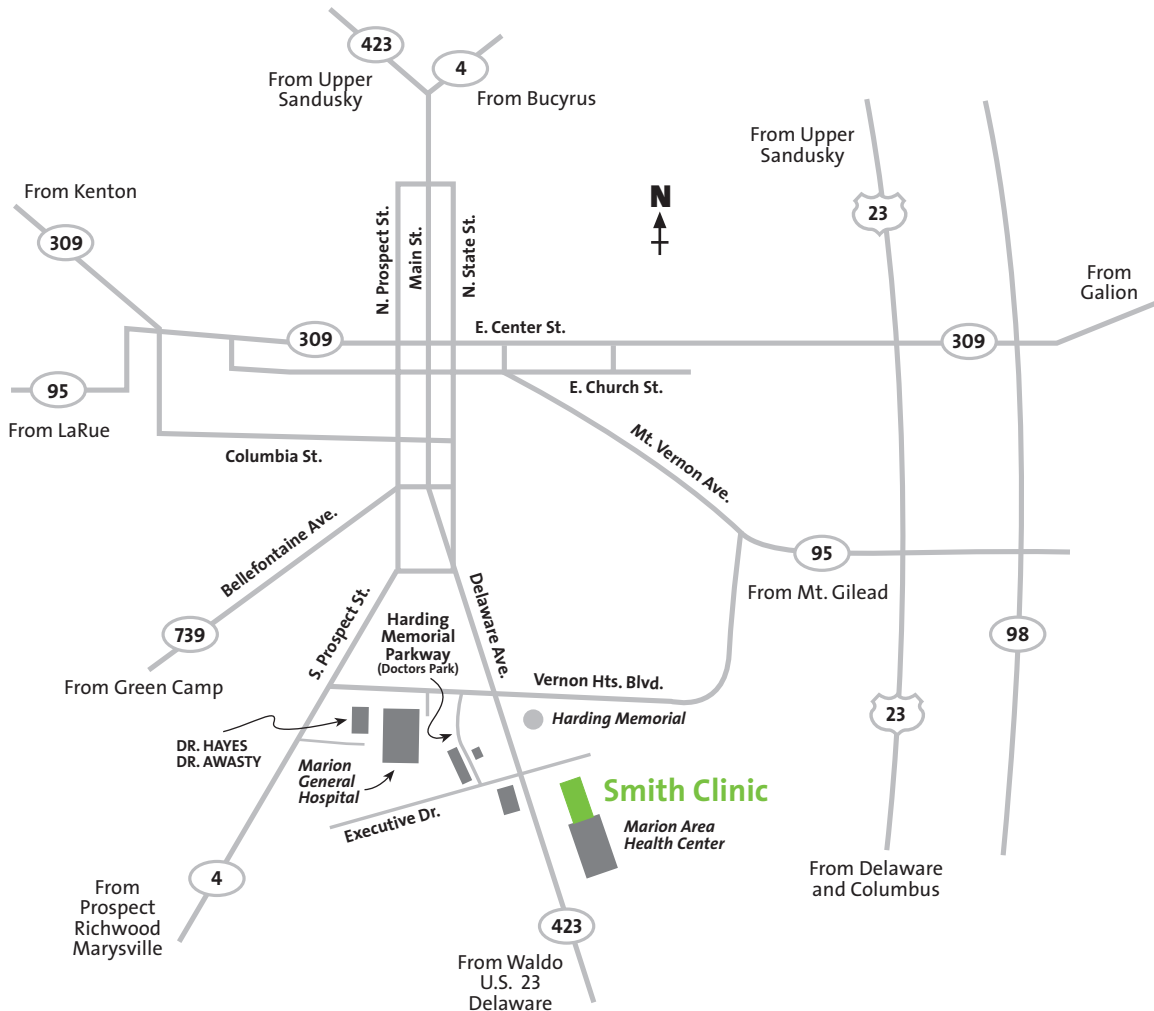 423
4
From Upper
Sandusky
From Bucyrus
From Upper
Sandusky
From Kenton
N
309
23
N. Prospect St.
Main St.
N. State St.
From
Galion
E. Center St.
309
309
95
E. Church St.
From LaRue
Columbia St.
Mt. Vernon Ave.
Bellefontaine Ave.
95
From Mt. Gilead
Delaware Ave.
S. Prospect St.
Harding
Memorial
Parkway
(Doctors Park)
739
98
From Green Camp
Vernon Hts. Blvd.
23
Harding Memorial
DR. HAYES
DR. AWASTY
Marion
General
Hospital
Smith Clinic
Executive Dr.
Marion Area
Health Center
From Delaware
and Columbus
4
From
Prospect
Richwood
Marysville
423
From Waldo
U.S. 23
Delaware